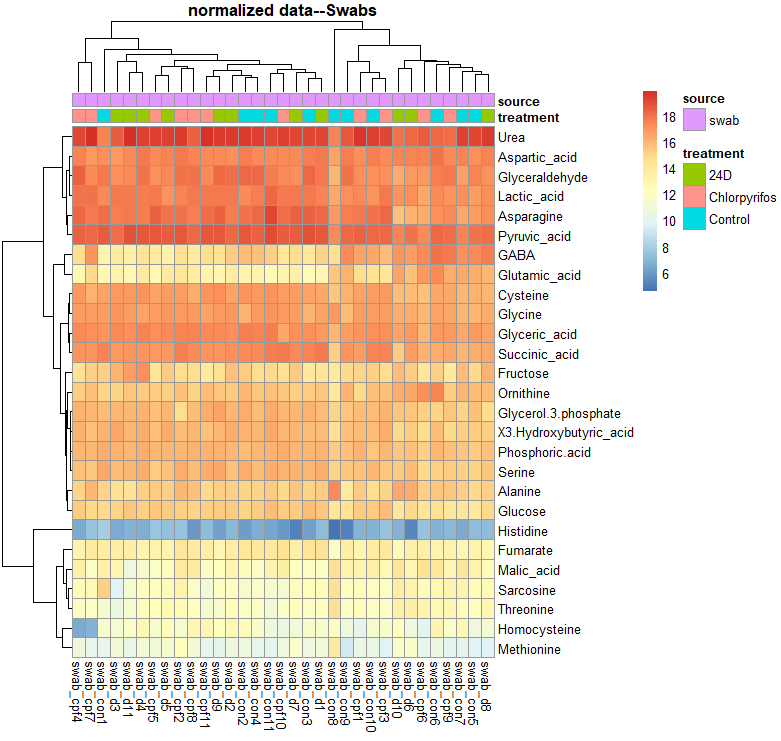 normalized data--Swabs
source
treatment
Urea
Aspartic_acid
Glyceraldehyde
Lactic_acid
Asparagine
Pyruvic_acid
GABA
Glutamic_acid
Cysteine
Glycine
Glyceric_acid
Succinic_acid
Fructose
Ornithine
Glycerol.3.phosphate
X3.Hydroxybutyric_acid
Phosphoric.acid
Serine
Alanine
Glucose
Histidine
Fumarate
Malic_acid
Sarcosine
Threonine
Homocysteine
Methionine
swab_cpf4
swab_cpf7
swab_con1
swab_d3
swab_d11
swab_d4
swab_cpf5
swab_d5
swab_cpf2
swab_cpf8
swab_cpf11
swab_d9
swab_d2
swab_con2
swab_con4
swab_con11
swab_cpf10
swab_d7
swab_con3
swab_d1
swab_con8
swab_con9
swab_cpf1
swab_con10
swab_cpf3
swab_d10
swab_d6
swab_cpf6
swab_con6
swab_cpf9
swab_con7
swab_con5
swab_d8
18
16
14
12
10
8
6
source
swab
treatment
24D
Chlorpyrifos
Control